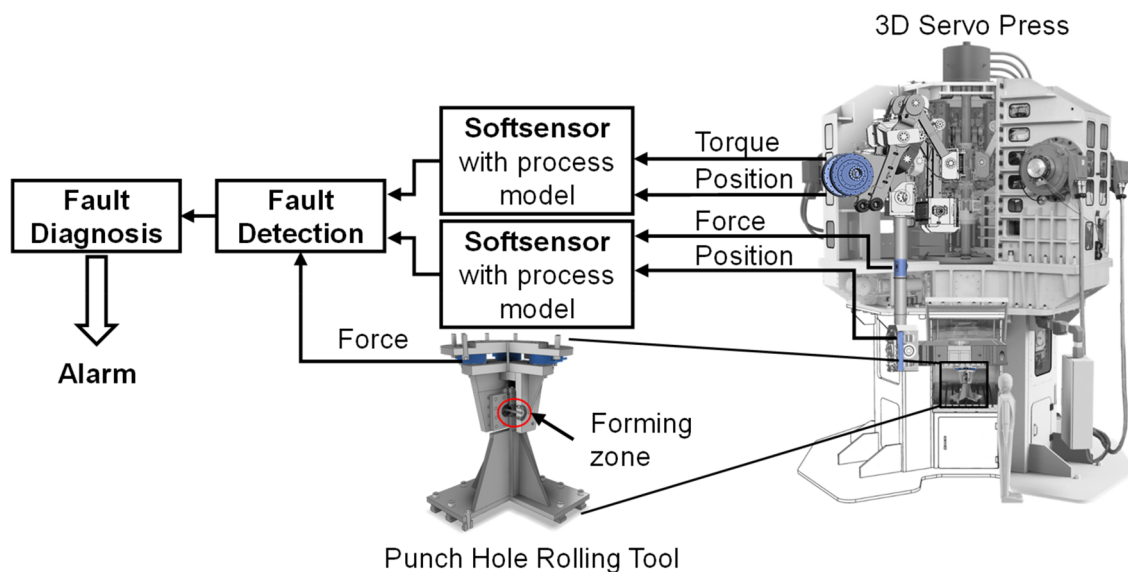 3D Servo Press
Softsensor
with process
model
Torque
Position
Fault
Diagnosis
Fault
Detection
Softsensor
with process
model
Force
Position
Force
Alarm
Forming
zone
Punch Hole Rolling Tool